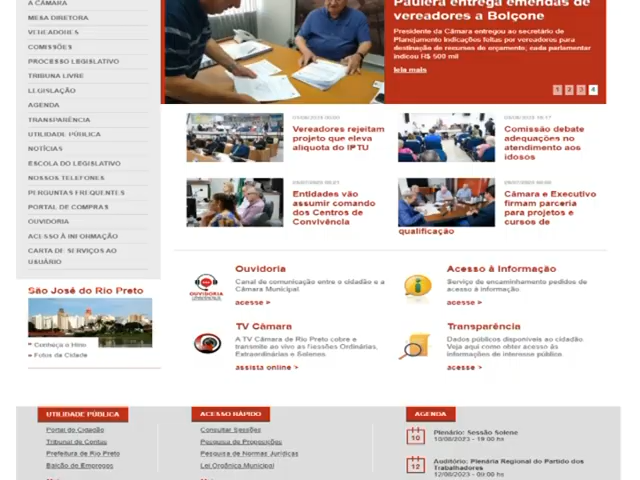 A CÂMARA
MESA DIRETORA
VEREADORES
COMISSÕES
PROCESSO LEGISLATIVO
TRIBUNA LIVRE
LEGISLAÇÃO
AGENDA
TRANSPARÊNCIA
UTILIDADE PÚBLICA
NOTÍCIAS
ESCOLA DO LEGISLATIVO
NOSSOS TELEFONES
PERGUNTAS FREQUENTES
PORTAL DE COMPRAS
OUVIDORIA
ACESSO À INFORMAÇÃO
CARTA DE SERVIÇOS AO
USUÁRIO
São José do Rio Preto
Conheça o Hino
Fotos da Cidade
Paulera entrega emendas de
vereadores a Bolçone
Presidente da Câmara entregou ao secretário de
Planejamento indicações feitas por vereadores para
destinação de recursos do orçamento; cada parlamentar
indicou R$ 500 mil
leia mais
1 2 3 4
Vereadores rejeitam
projeto que eleva
alíquota do IPTU
Comissão debate
adequações no
atendimento aos
idosos
Entidades vão
assumir comando
dos Centros de
Convivência
Câmara e Executivo
firmam parceria
para projetos e
cursos de
qualificação
OUVIDORIA
Ouvidoria
Canal de comunicação entre o cidadão e a
Câmara Municipal
acesse >
Acesso à Informação
Serviço de encaminhamento pedidos de
acesso à informação
acesse >
TV Câmara
A TV Câmara de Rio Preto cobre e
transmite ao vivo as Sessões Ordinárias,
Extraordinárias e Solenes
assista online >
Transparência
Dados públicos disponíveis ao cidadão.
Veja aqui como obter acesso às
informações de interesse público.
acesse >
UTILIDADE PÚBLICA
Portal do Cidadão
Tribunal de Contas
Prefeitura de Rio Preto
Balcão de Empregos
ACESSO RÁPIDO
Consultar Sessões
Pesquisa de Proposições
Pesquisa de Normas Jurídicas
Lei Orgânica Municipal
AGENDA
10
Plenário: Sessão Solene
10/08/2023 - 19:00 hs
12
Auditório: Plenária Regional do Partido dos
Trabalhadores
12/08/2023 - 09:00 hs